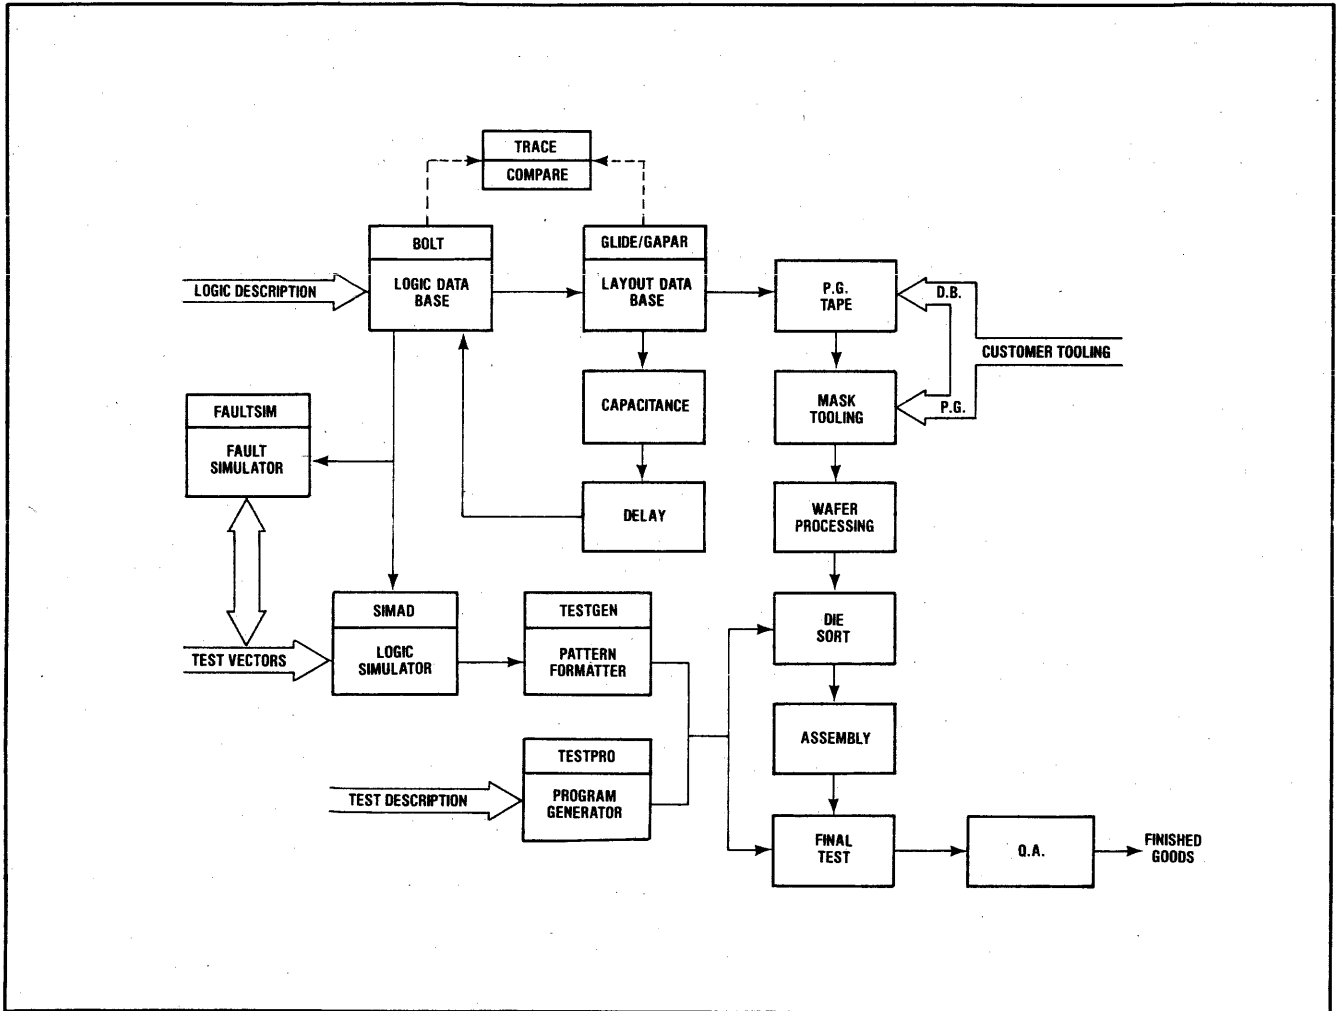 TRACE
COMPARE
BOLT
LOGIC DATA
BASE
GLIDE/GAPAR
LAYOUT DATA
BASE
LOGIC DESCRIPTION
P.G.
TAPE
D.B.
CUSTOMER TOOLING
P.G.
CAPACITANCE
MASK
TOOLING
FAULTSIM
FAULT
SIMULATOR
DELAY
WAFER
PROCESSING
SIMAD
LOGIC
SIMULATOR
TESTGEN
PATTERN
FORMATTER
DIE
SORT
TEST VECTORS
ASSEMBLY
TESTPRO
PROGRAM
GENERATOR
TEST DESCRIPTION
FINAL
TEST
Q.A.
FINISHED
GOODS